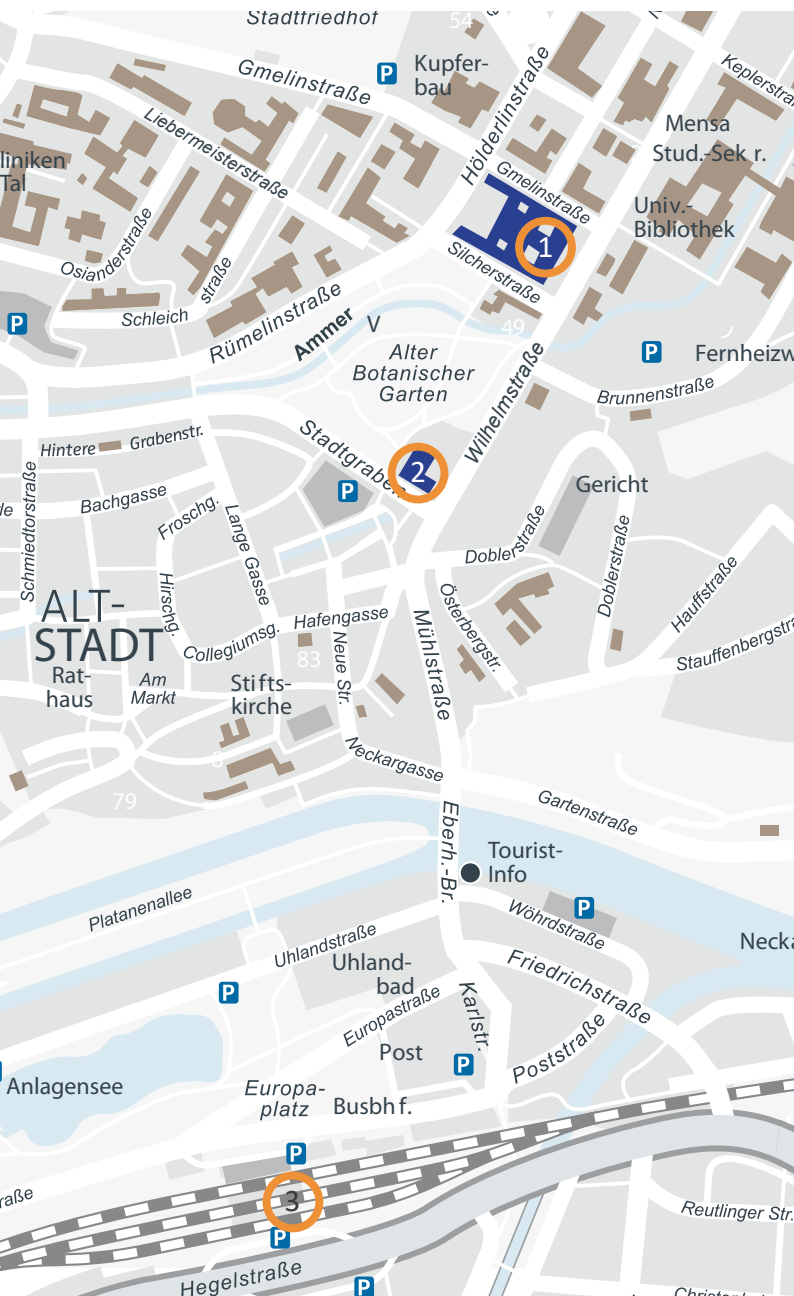 Stadtfriedhof
54
P
Kupfer-
bau
Gmelinstraße
Hölderlinstraße
Keplerstra
Liebermeisterstraße
Mensa
Stud.-Sek r.
liniken
Tal
Gmelinstraße
Univ.-
Bibliothek
1
Osianderstraße
Silcherstraße
straße
Schleich
P
Rümelinstraße
Ammer
V
49
Alter
Botanischer
Garten
P
Fernheizw
Wilhelmstraße
Brunnenstraße
Stadtgraben
Hintere
Grabenstr.
2
P
Gericht
Schmiedtorstraße
Bachgasse
Froschg.
Lange Gasse
de
Doblerstraße
Doblerstraße
Hauffstraße
Hirschg.
Österbergstr.
ALT-
STADT
Hafengasse
Collegiumsg.
Neue Str.
Mühlstraße
83
Stauffenbergstra
Rat-
haus
Am
Markt
Stifts-
kirche
Neckargasse
79
Gartenstraße
Eberh.-Br.
Tourist-
Info
Platanenallee
P
Wöhrdstraße
Uhlandstraße
Necka
Uhland-
bad
P
Friedrichstraße
Europastraße
Karlstr.
Post
P
Poststraße
Anlagensee
Europa-
platz
Busbh f.
P
3
raße
P
Reutlinger Str.
Hegelstraße
P